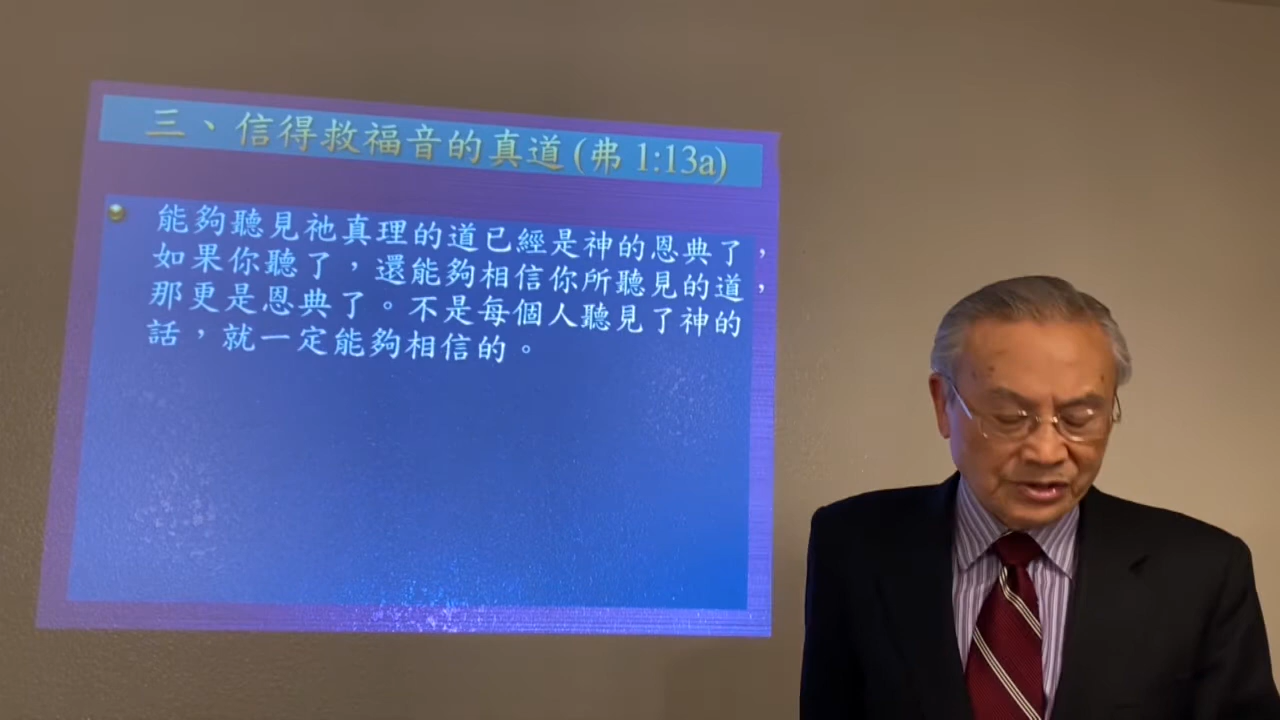 三、信得救福音的真道(弗 1:13a)
能夠聽見祂真理的道已經是神的恩典了，
如果你聽了，還能夠相信你所聽見的道，
那更是恩典了。不是每個人聽見了神的
話，就一定能夠相信的。